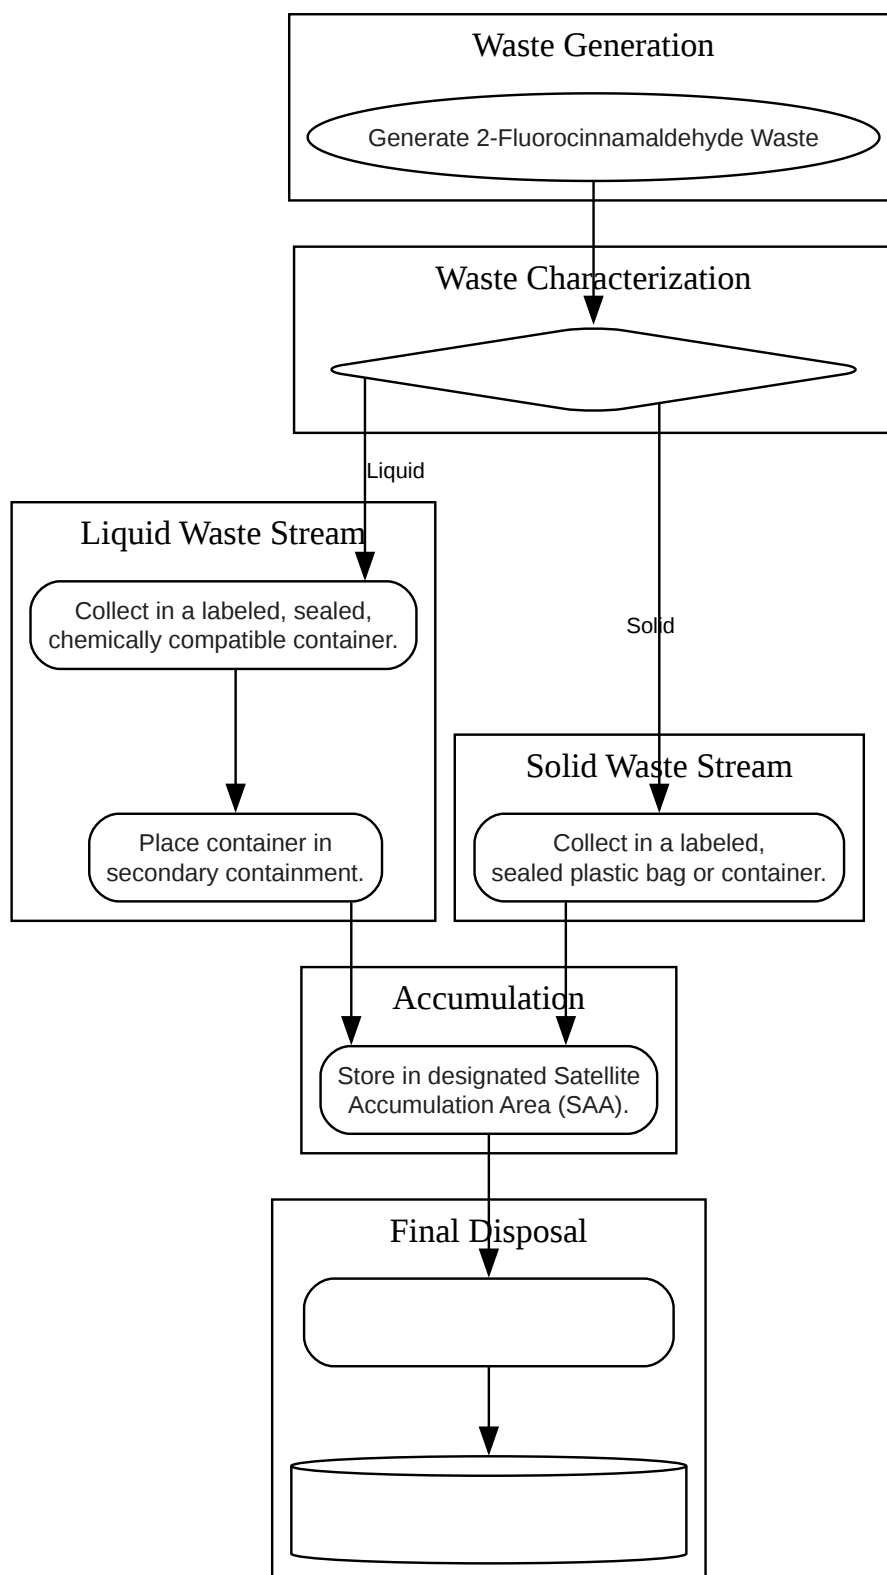 Waste Generation
Generate 2-Fluorocinnamaldehyde Waste
Waste Characterization
Liquid
Liquid Waste Stream
Collect in a labeled, sealed,
chemically compatible container.
Solid
Place container in
secondary containment.
Solid Waste Stream
Collect in a labeled,
sealed plastic bag or container.
Accumulation
Store in designated Satellite
Accumulation Area (SAA).
Final Disposal